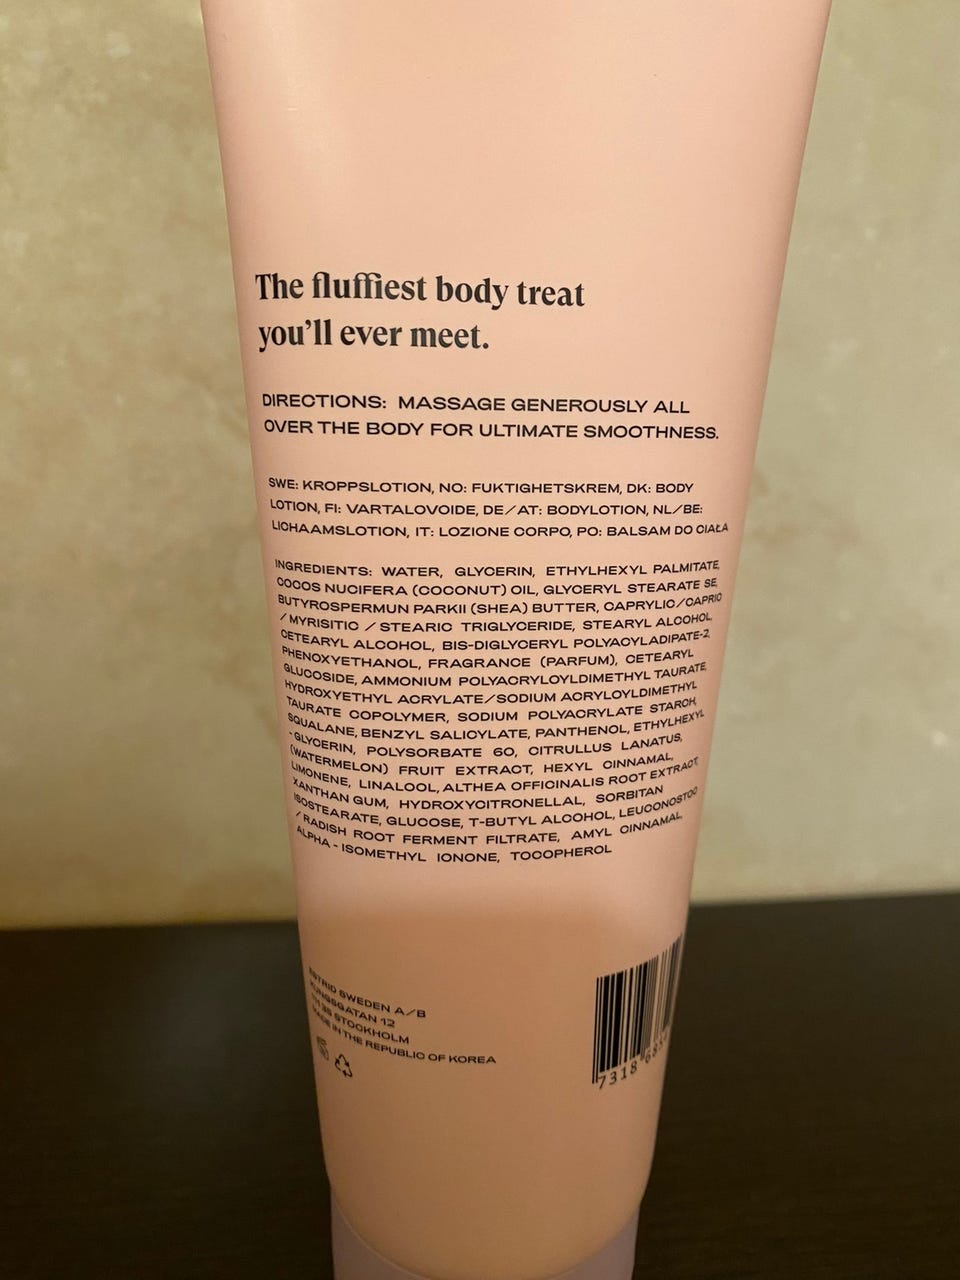 The fluffiest body treat
you'll ever meet.
DIRECTIONS: MASSAGE GENEROUSLY ALL
OVER THE BODY FOR ULTIMATE SMOOTHNESS.
SWE: KROPPSLOTION, NO: FUKTIGHETSKREM, DK: BODY
LOTION, FI: VARTALOVOIDE, DE/AT: BODYLOTION, NL/BE:
LICHAAMSLOTION, IT: LOZIONE CORPO, PO: BALSAM DO CIAŁA
INGREDIENTS: WATER, GLYCERIN, ETHYLHEXYL PALMITATE,
COCOS NUCIFERA (COCONUT) OIL, GLYCERYL STEARATE SE,
BUTYROSPERMUN PARKII (SHEA) BUTTER, CAPRYLIC/CAPRIC
/MYRISITIC / STEARIC TRIGLYCERIDE, STEARYL ALCOHOL,
CETEARYL ALCOHOL, BIS-DIGLYCERYL POLYACYLADIPATE-2,
PHENOXYETHANOL, FRAGRANCE (PARFUM), CETEARYL
GLUCOSIDE, AMMONIUM POLYACRYLOYLDIMETHYL TAURATE,
HYDROXYETHYL ACRYLATE/SODIUM ACRYLOYLDIMETHYL
TAURATE COPOLYMER, SODIUM POLYACRYLATE STARCH,
SQUALANE, BENZYL SALICYLATE, PANTHENOL, ETHYLHEXYL
-GLYCERIN, POLYSORBATE 60, CITRULLUS LANATUS,
(WATERMELON) FRUIT EXTRACT, HEXYL CINNAMAL,
LIMONENE, LINALOOL, ALTHEA OFFICINALIS ROOT EXTRACT,
XANTHAN GUM, HYDROXYCITRONELLAL, SORBITAN
ISOSTEARATE, GLUCOSE, T-BUTYL ALCOHOL, LEUCONOSTOC
/RADISH ROOT FERMENT FILTRATE, AMYL CINNAMAL,
ALPHA - ISOMETHYL IONONE, TOCOPHEROL
ESTRID SWEDEN A/B
KUNGSGATAN 12
STOCKHOLM
MADE IN THE REPUBLIC OF KOREA
7318